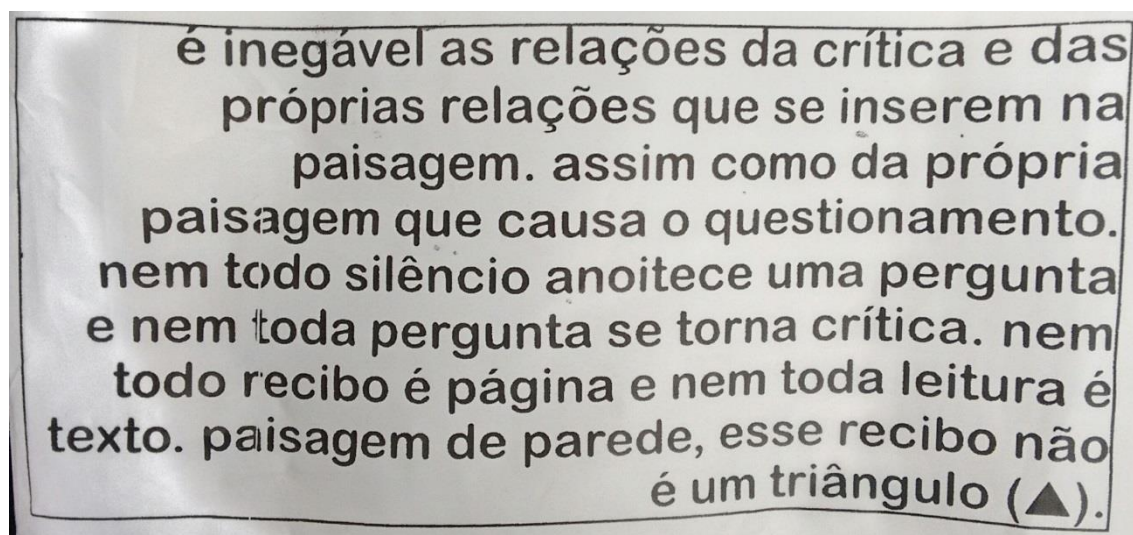 é inegável as relações da crítica e das
próprias relações que se inserem na
paisagem. assim como da própria
paisagem que causa o questionamento.
nem todo silêncio anoitece uma pergunta
e nem toda pergunta se torna crítica. nem
todo recibo é página e nem toda leitura é
texto. paisagem de parede, esse recibo não
é um triângulo (▲).